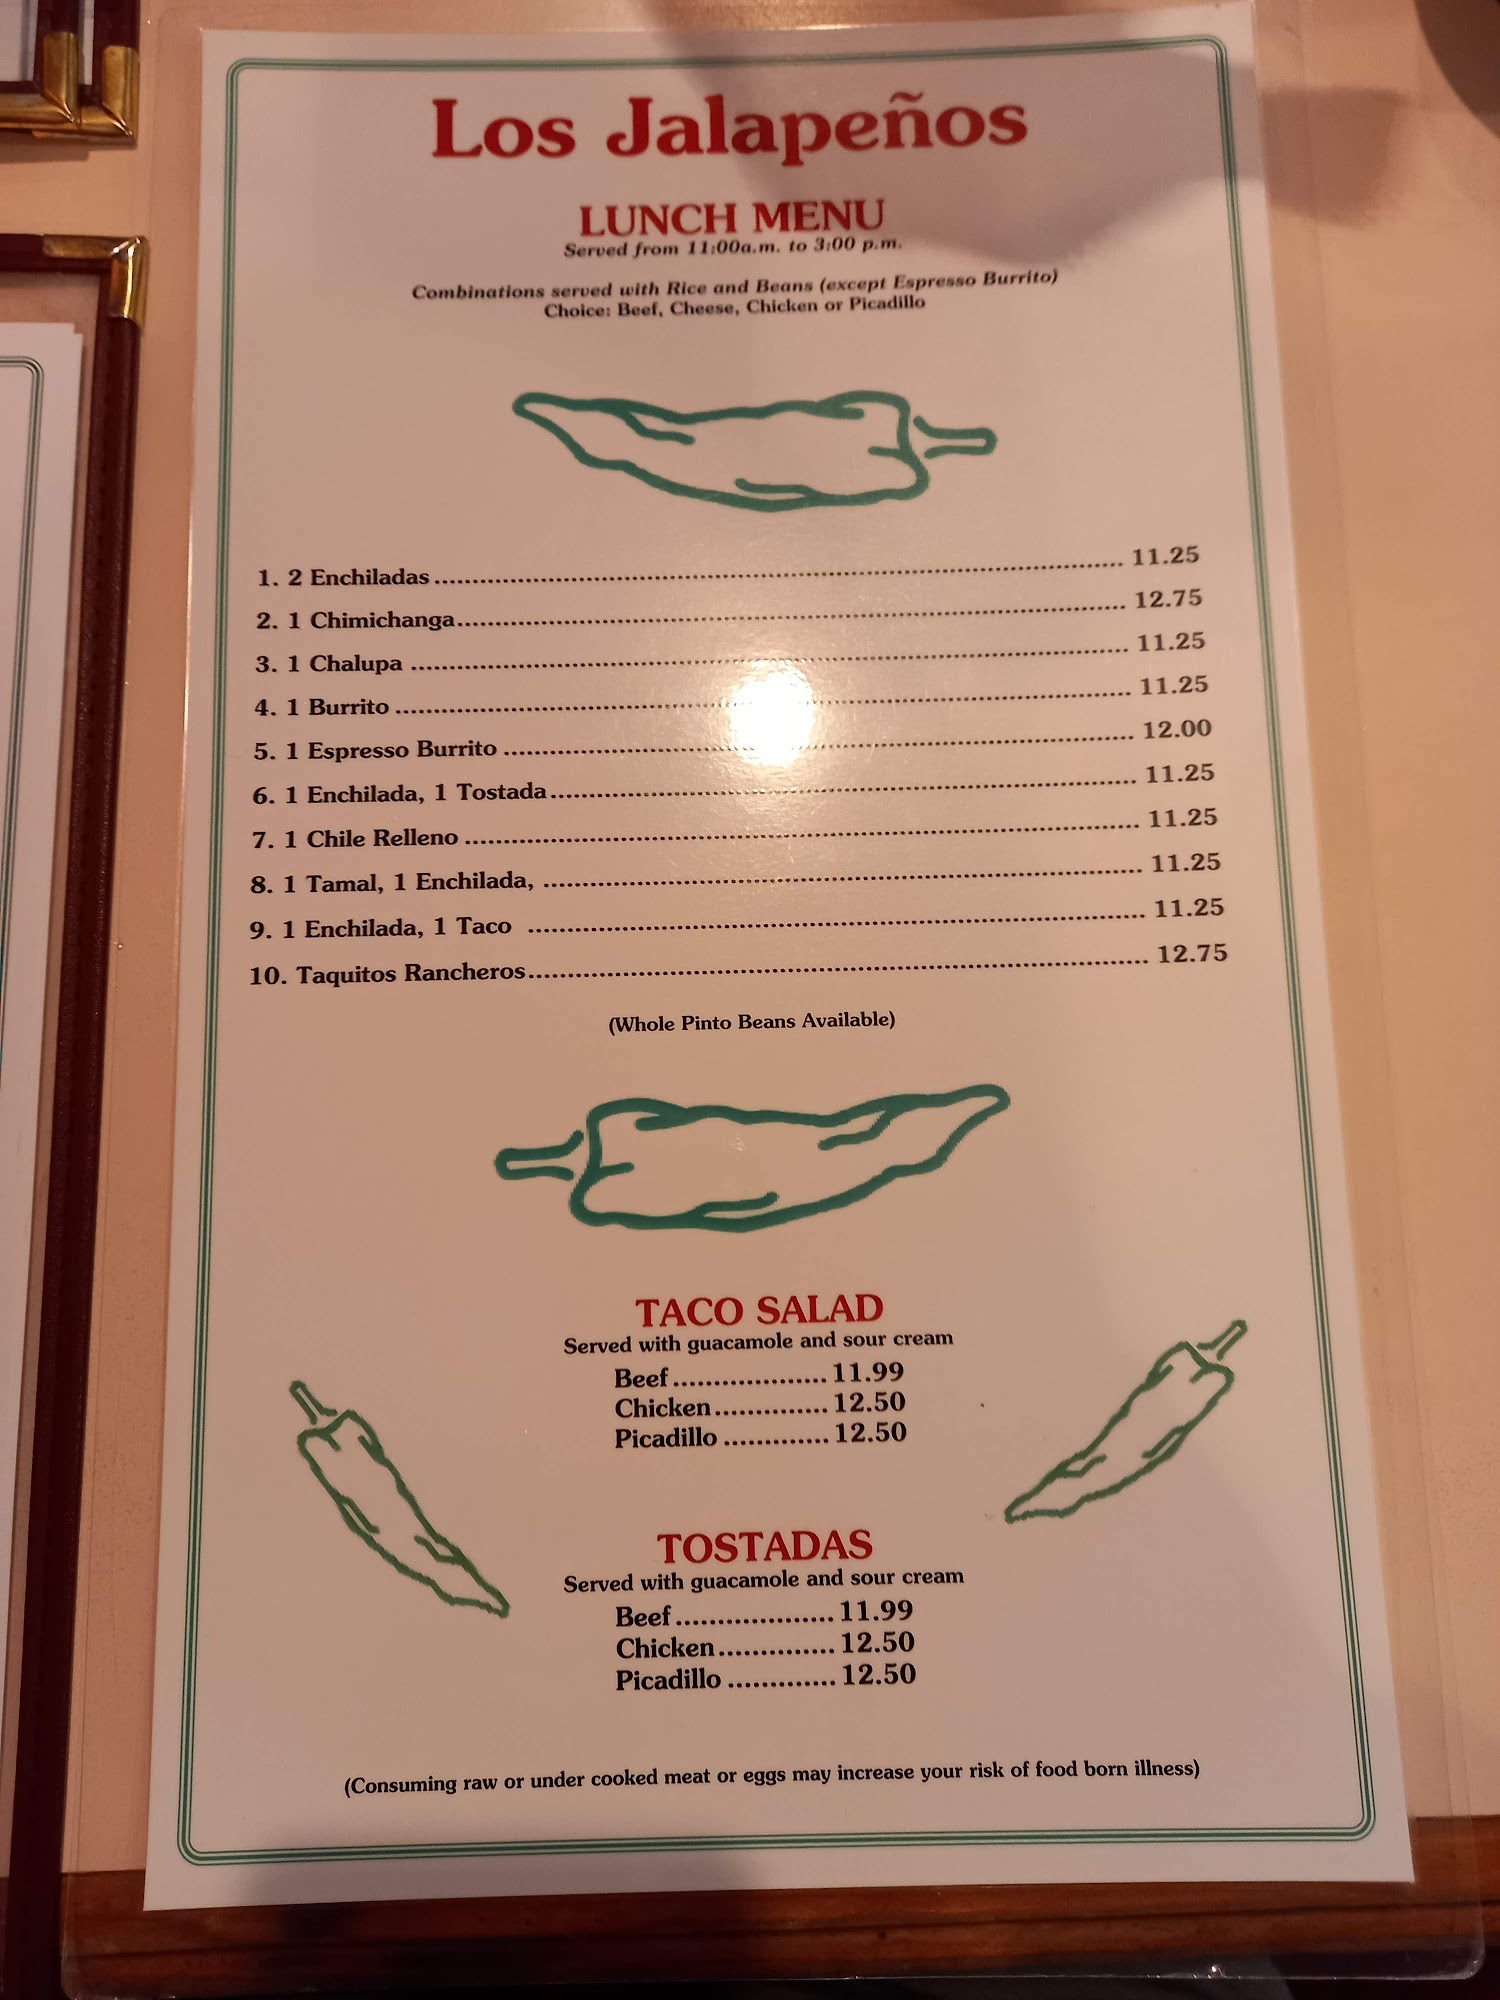 Los Jalapeños
LUNCH MENU
Served from 11:00a.m. to 3:00 p.m.
Combinations served with Rice and Beans (except Espresso Burrito)
Choice: Beef, Cheese, Chicken or Picadillo
1. 2 Enchiladas........................ 11.25
2. 1 Chimichanga........................ 12.75
3. 1 Chalupa ........................ 11.25
4. 1 Burrito ........................ 11.25
5. 1 Espresso Burrito ........................ 12.00
6. 1 Enchilada, 1 Tostada........................ 11.25
7. 1 Chile Relleno ........................ 11.25
8. 1 Tamal, 1 Enchilada, ........................ 11.25
9. 1 Enchilada, 1 Taco ........................ 11.25
10. Taquitos Rancheros........................ 12.75
(Whole Pinto Beans Available)
TACO SALAD
Served with guacamole and sour cream
Beef................... 11.99
Chicken.............. 12.50
Picadillo ............. 12.50
TOSTADAS
Served with guacamole and sour cream
Beef................... 11.99
Chicken.............. 12.50
Picadillo ............. 12.50
(Consuming raw or under cooked meat or eggs may increase your risk of food born illness)